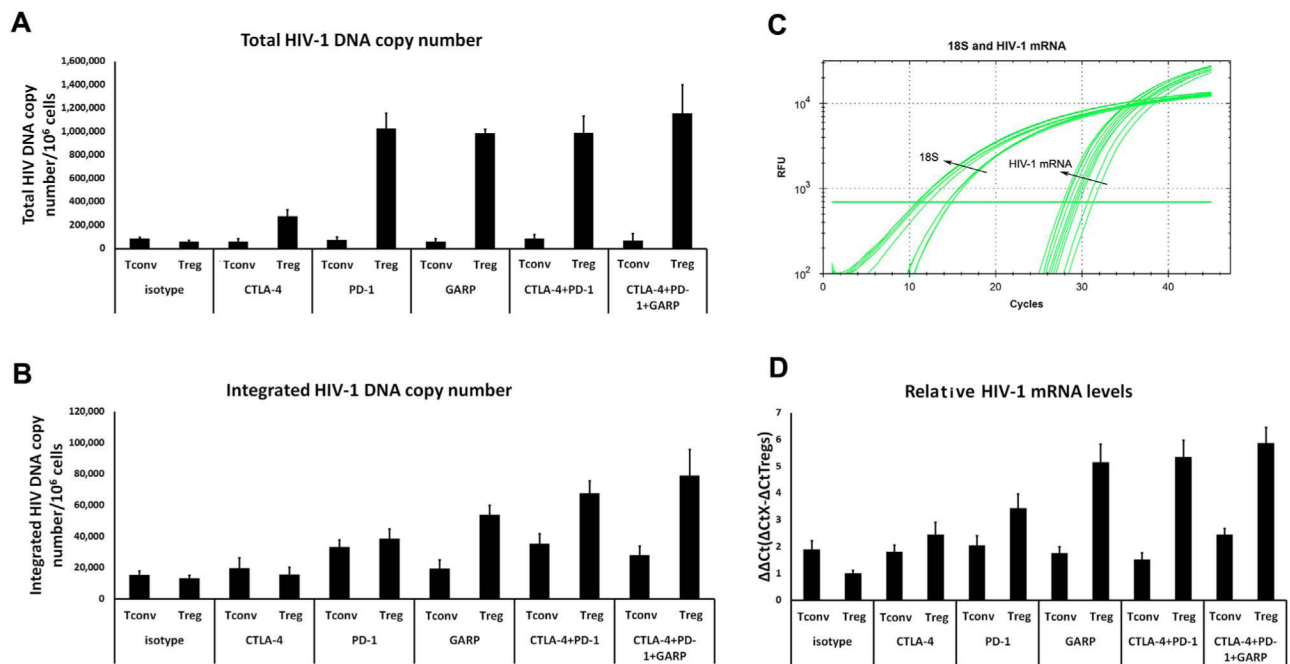 A
Total HIV-1 DNA copy number
Total HIV DNA copy
number/10⁶ cells
1,600,000
1,400,000
1,200,000
1,000,000
800,000
600,000
400,000
200,000
0
Tconv Treg Tconv Treg Tconv Treg Tconv Treg Tconv Treg Tconv Treg
isotype CTLA-4 PD-1 GARP CTLA-4+PD-1 CTLA-4+PD-
1+GARP
B
Integrated HIV-1 DNA copy number
Integrated HIV DNA copy
number/10⁶ cells
120,000
100,000
80,000
60,000
40,000
20,000
0
Tconv Treg Tconv Treg Tconv Treg Tconv Treg Tconv Treg Tconv Treg
isotype CTLA-4 PD-1 GARP CTLA-4+PD-1 CTLA-4+PD-
1+GARP
C
18S and HIV-1 mRNA
RFU
10⁴
10³
10²
18S
HIV-1 mRNA
0 10 20 30 40
Cycles
D
Relative HIV-1 mRNA levels
ΔΔCt(ΔCtX-ΔCtTregs)
7
6
5
4
3
2
1
0
Tconv Treg Tconv Treg Tconv Treg Tconv Treg Tconv Treg Tconv Treg
isotype CTLA-4 PD-1 GARP CTLA-4+PD-1 CTLA-4+PD-
1+GARP